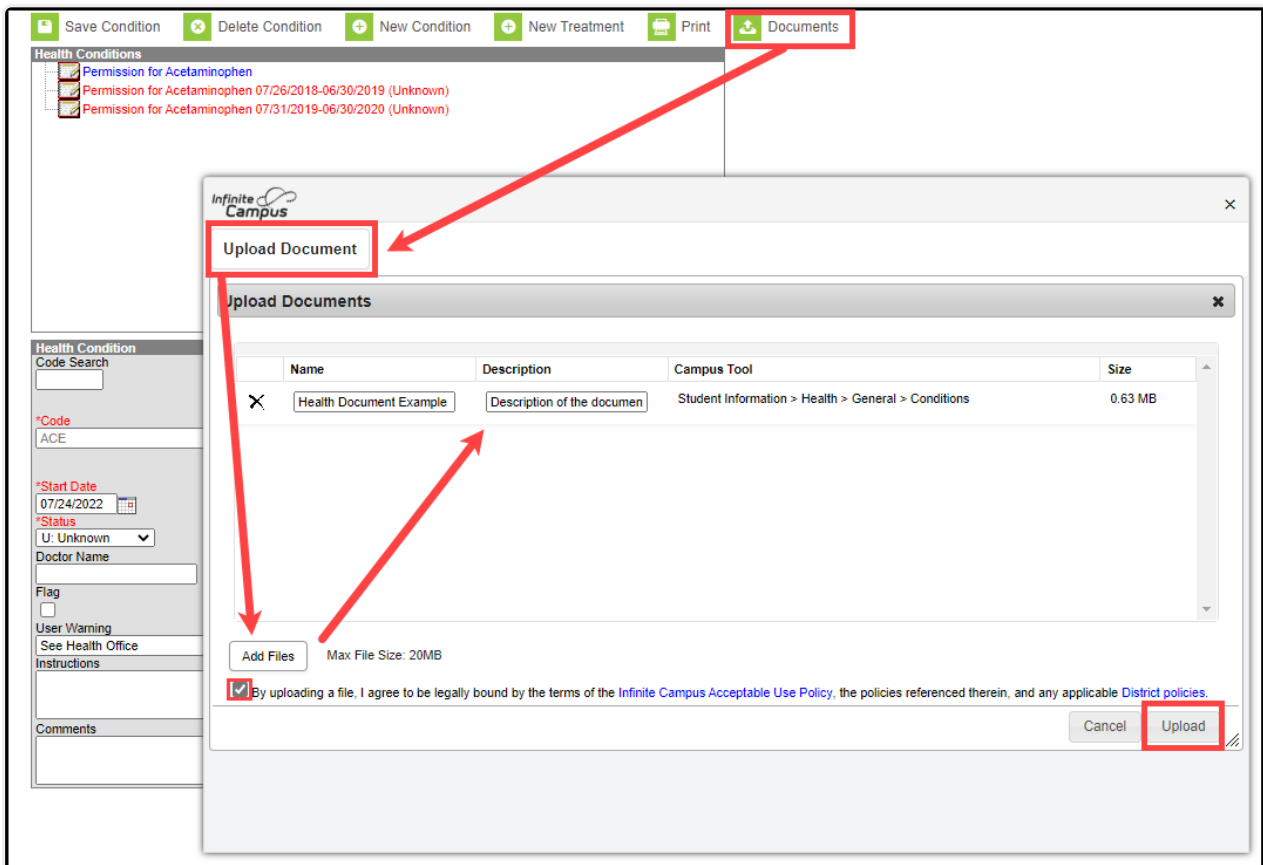 Save Condition Delete Condition New Condition New Treatment Print Documents
Health Conditions
Permission for Acetaminophen
Permission for Acetaminophen 07/26/2018-06/30/2019 (Unknown)
Permission for Acetaminophen 07/31/2019-06/30/2020 (Unknown)
Infinite Campus
×
Upload Document
Upload Documents
Name Description Campus Tool Size
Health Document Example Description of the documen Student Information > Health > General > Conditions 0.63 MB
Add Files Max File Size: 20MB
By uploading a file, I agree to be legally bound by the terms of the Infinite Campus Acceptable Use Policy, the policies referenced therein, and any applicable District policies.
Cancel Upload
Health Condition
Code Search
*Code
ACE
*Start Date
07/24/2022
*Status
U: Unknown
Doctor Name
Flag
User Warning
See Health Office
Instructions
Comments